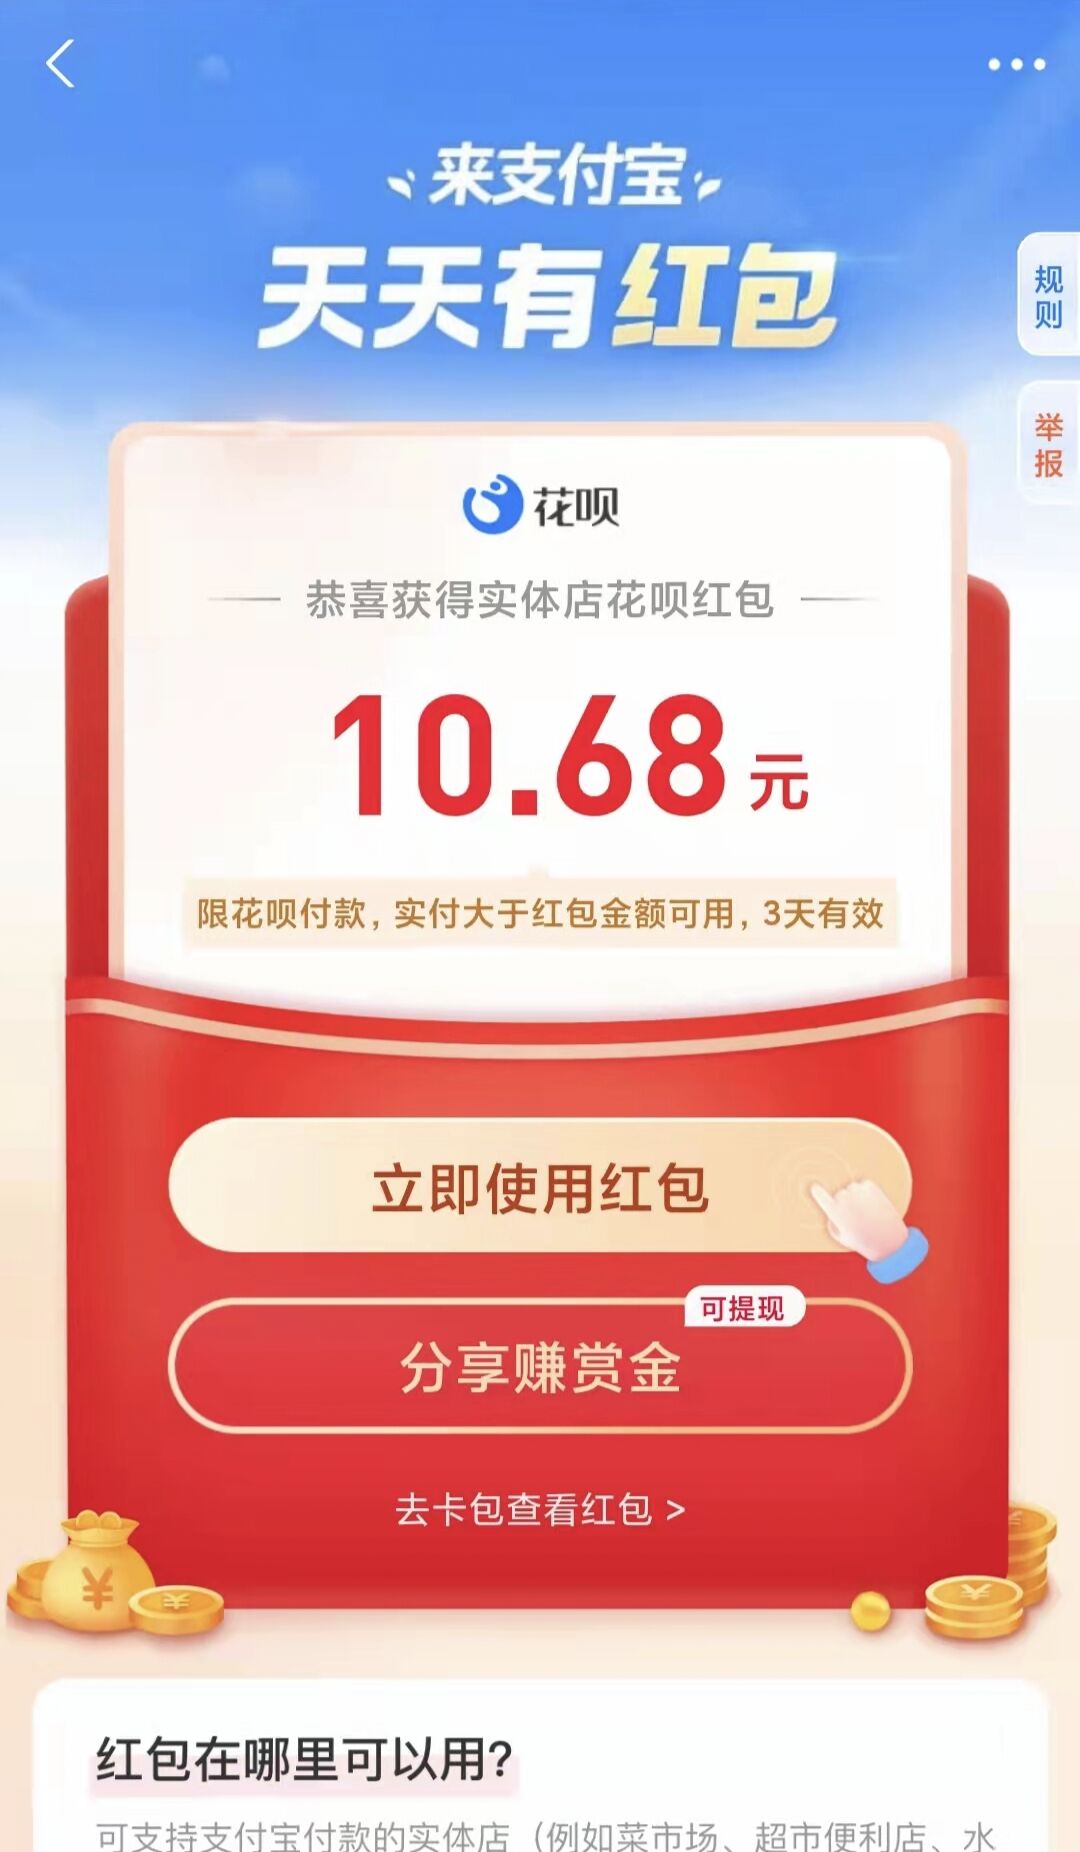 来支付宝
天天有红包
规则
举报
花呗
恭喜获得实体店花呗红包
10.68元
限花呗付款，实付大于红包金额可用，3天有效
立即使用红包
可提现
分享赚赏金
去卡包查看红包 >
红包在哪里可以用?
可支持支付宝付款的实体店（例如菜市场、超市便利店、水